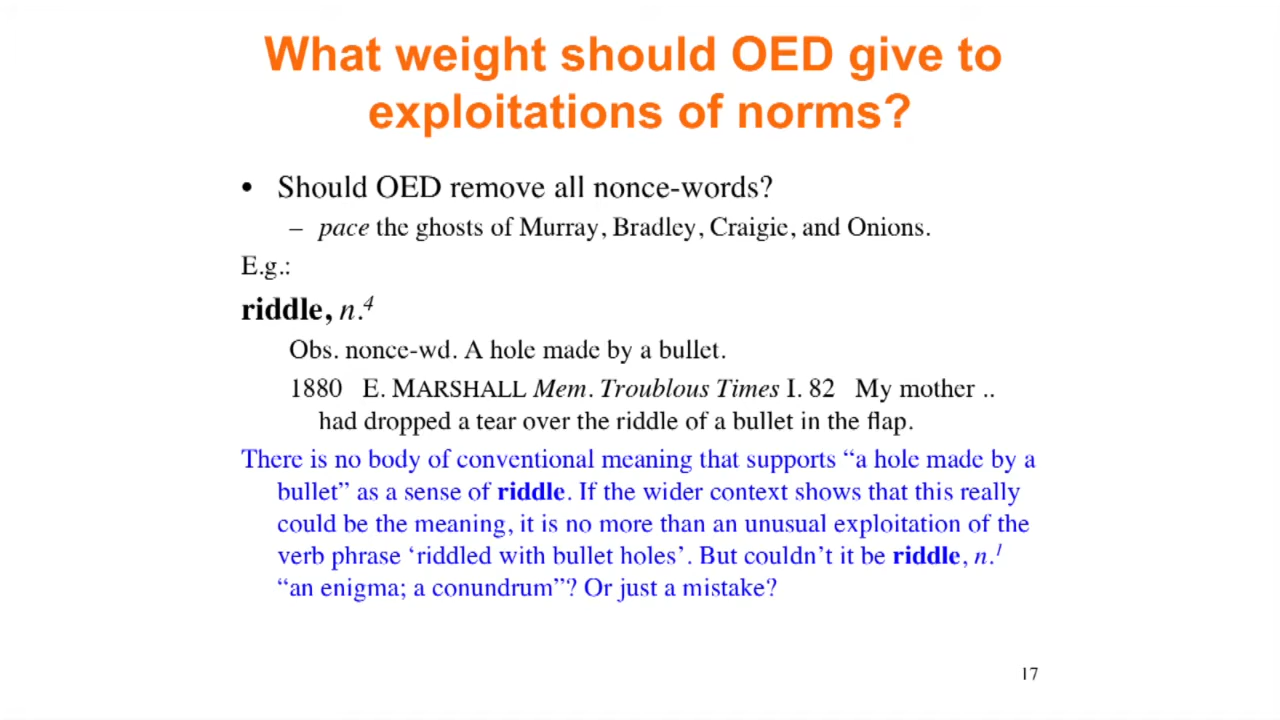 What weight should OED give to
exploitations of norms?
• Should OED remove all nonce-words?
– pace the ghosts of Murray, Bradley, Craigie, and Onions.
E.g.:
riddle, n.4
Obs. nonce-wd. A hole made by a bullet.
1880 E. MARSHALL Mem. Troublous Times I. 82 My mother ..
had dropped a tear over the riddle of a bullet in the flap.
There is no body of conventional meaning that supports “a hole made by a
bullet” as a sense of riddle. If the wider context shows that this really
could be the meaning, it is no more than an unusual exploitation of the
verb phrase ‘riddled with bullet holes’. But couldn’t it be riddle, n.1
“an enigma; a conundrum”? Or just a mistake?
17